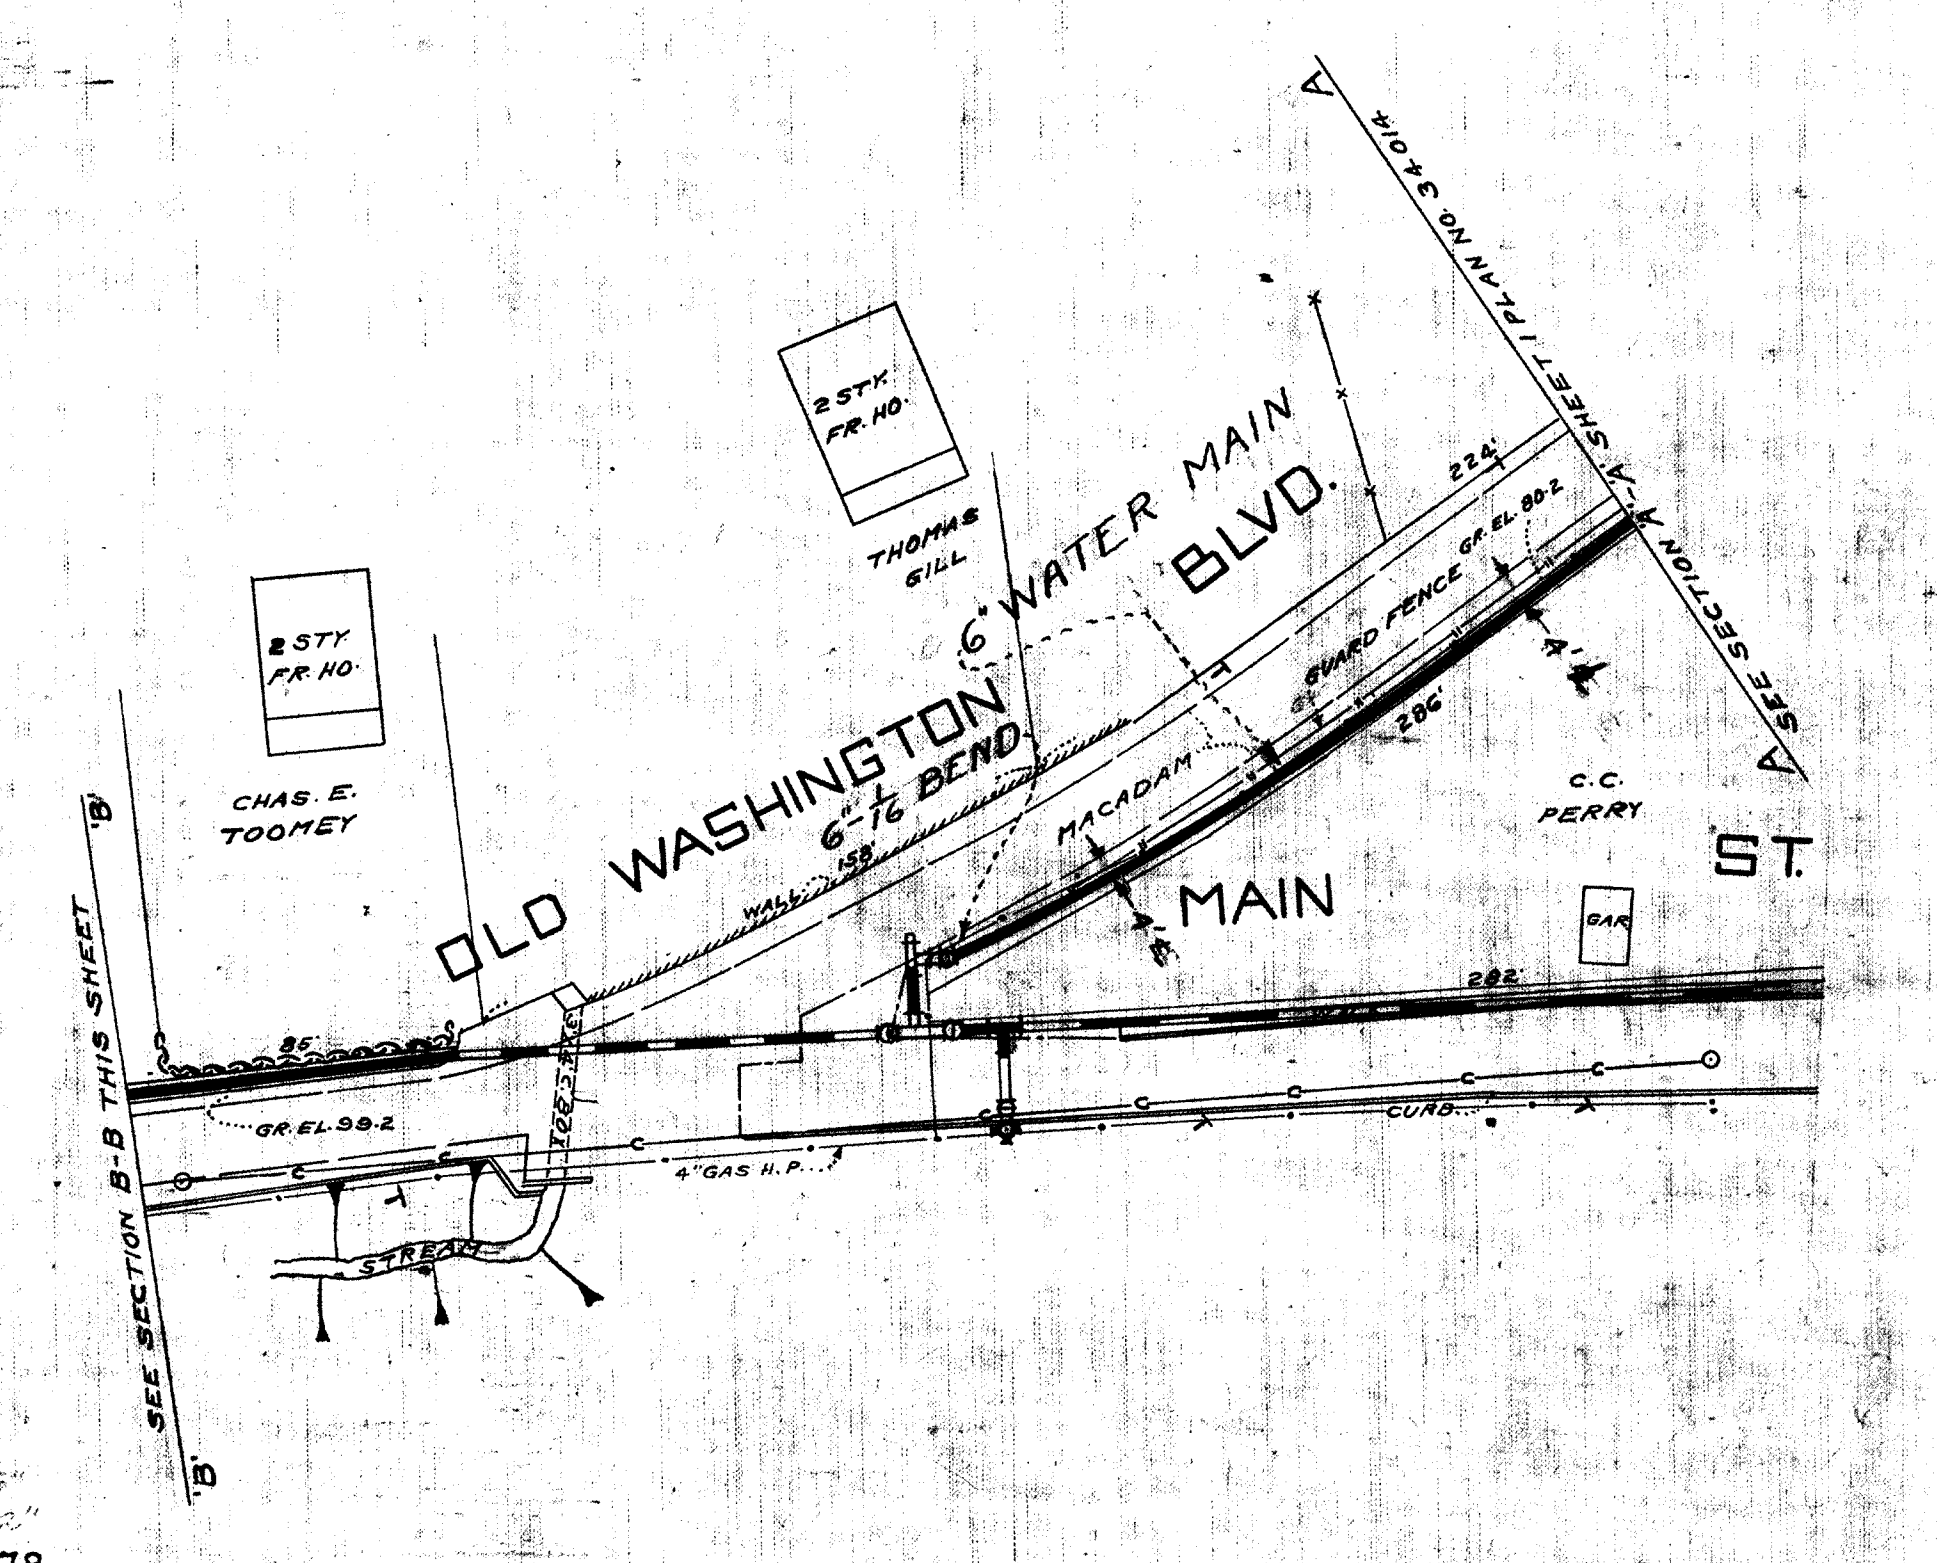 A
SEE SECTION 'A'-'A' SHEET 1 PLAN NO. 34014
A
2 STY.
FR. HO.
THOMAS
GILL
6" WATER MAIN
OLD WASHINGTON BLVD.
6"-1/16 BEND
224'
GR. EL. 80.2
GUARD FENCE
4'
286'
MACADAM
158'
WALL
4'
2 STY.
FR. HO.
CHAS. E.
TOOMEY
C.C.
PERRY
GAR
MAIN ST.
282'
85'
GR. EL. 99.2
4" GAS H.P.
CURB
STREAM
'B'
SEE SECTION B-B THIS SHEET
'B'
78